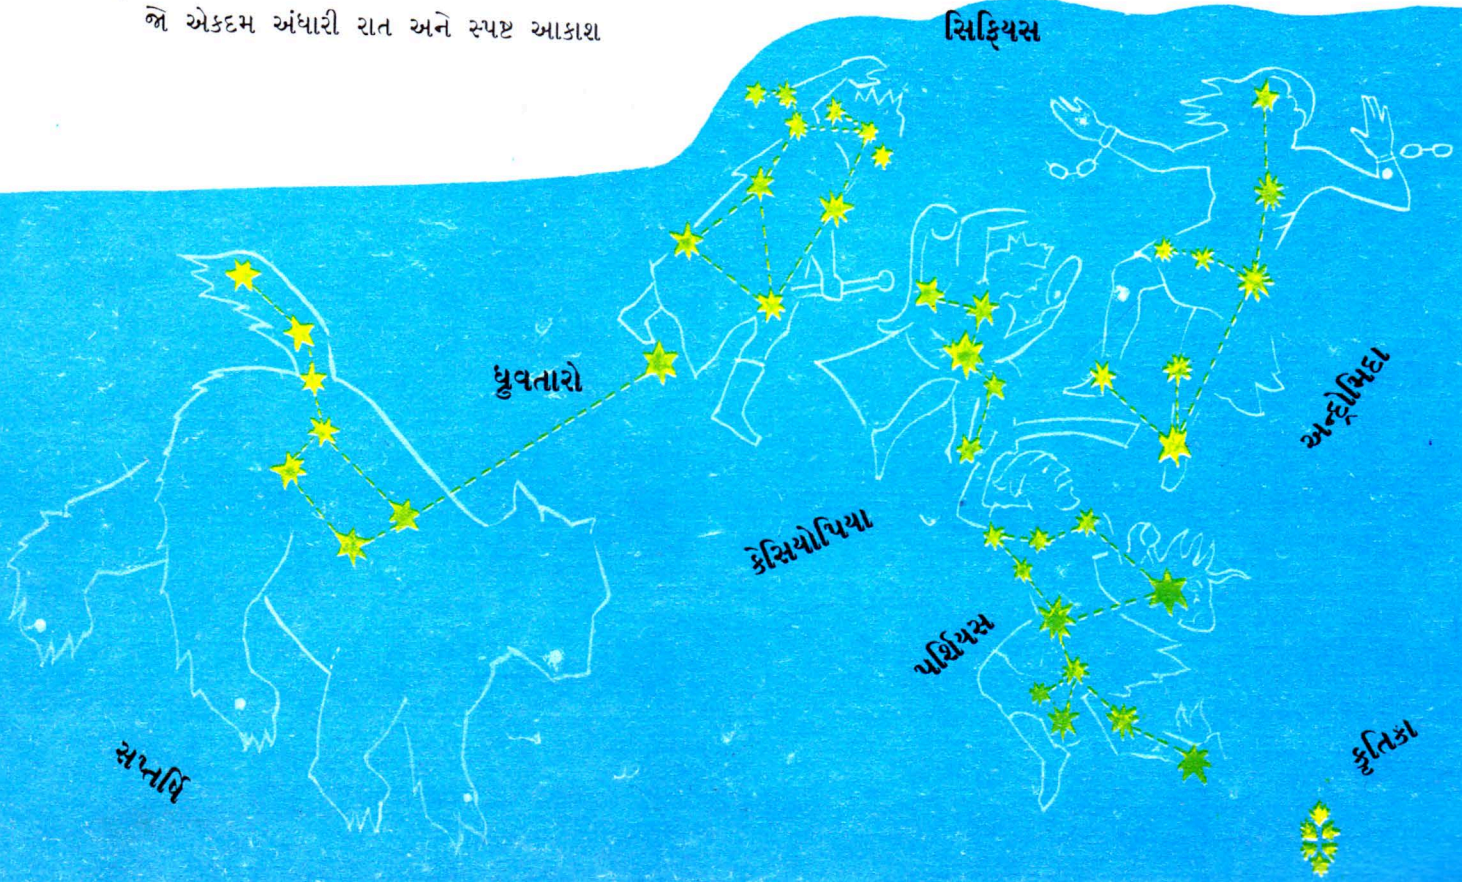 જો એકદમ અંધારી રાત અને સ્પષ્ટ આકાશ
સિફિયસ
ધ્રુવતારો
અન્દ્રોમિદા
કેસિયોપિયા
પર્શિયસ
સપ્તર્ષિ
કૃતિકા